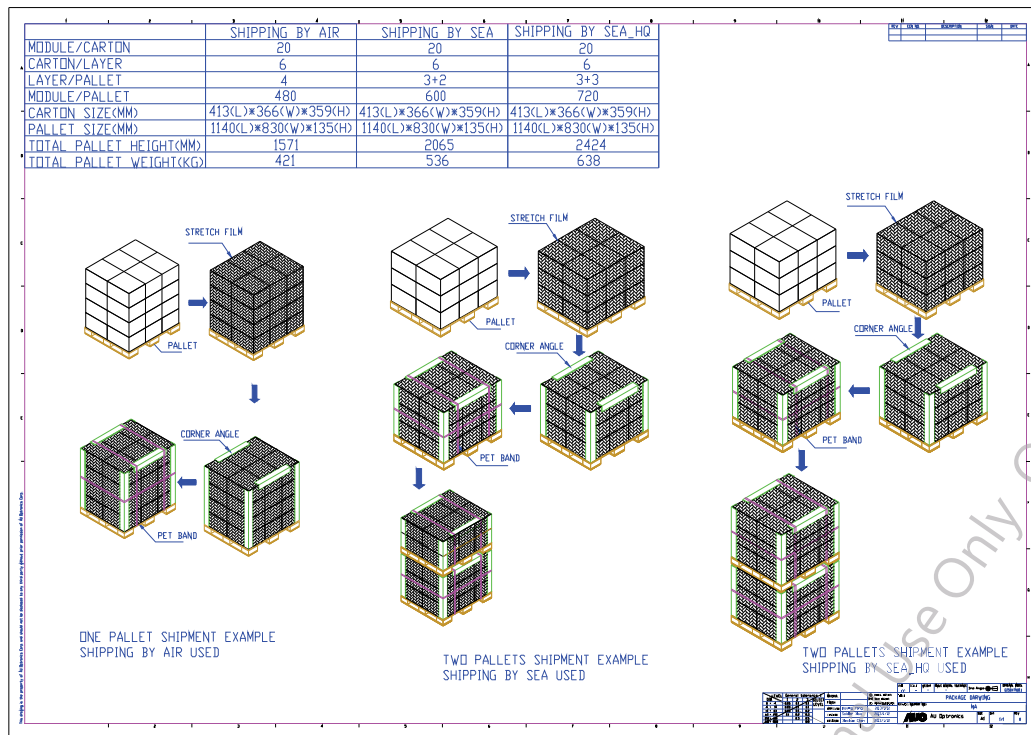 SHIPPING BY AIR SHIPPING BY SEA SHIPPING BY SEA_HQ
MODULE/CARTON 20 20 20
CARTON/LAYER 6 6 6
LAYER/PALLET 4 3+2 3+3
MODULE/PALLET 480 600 720
CARTON SIZE(MM) 413(L)*366(W)*359(H) 413(L)*366(W)*359(H) 413(L)*366(W)*359(H)
PALLET SIZE(MM) 1140(L)*830(W)*135(H) 1140(L)*830(W)*135(H) 1140(L)*830(W)*135(H)
TOTAL PALLET HEIGHT(MM) 1571 2065 2424
TOTAL PALLET WEIGHT(KG) 421 536 638
STRETCH FILM
PALLET
CORNER ANGLE
PET BAND
ONE PALLET SHIPMENT EXAMPLE
SHIPPING BY AIR USED
STRETCH FILM
PALLET
CORNER ANGLE
PET BAND
TWO PALLETS SHIPMENT EXAMPLE
SHIPPING BY SEA USED
STRETCH FILM
PALLET
CORNER ANGLE
PET BAND
TWO PALLETS SHIPMENT EXAMPLE
SHIPPING BY SEA_HQ USED
PACKAGE DARWING
NA
AUO AU Optronics
Use Only